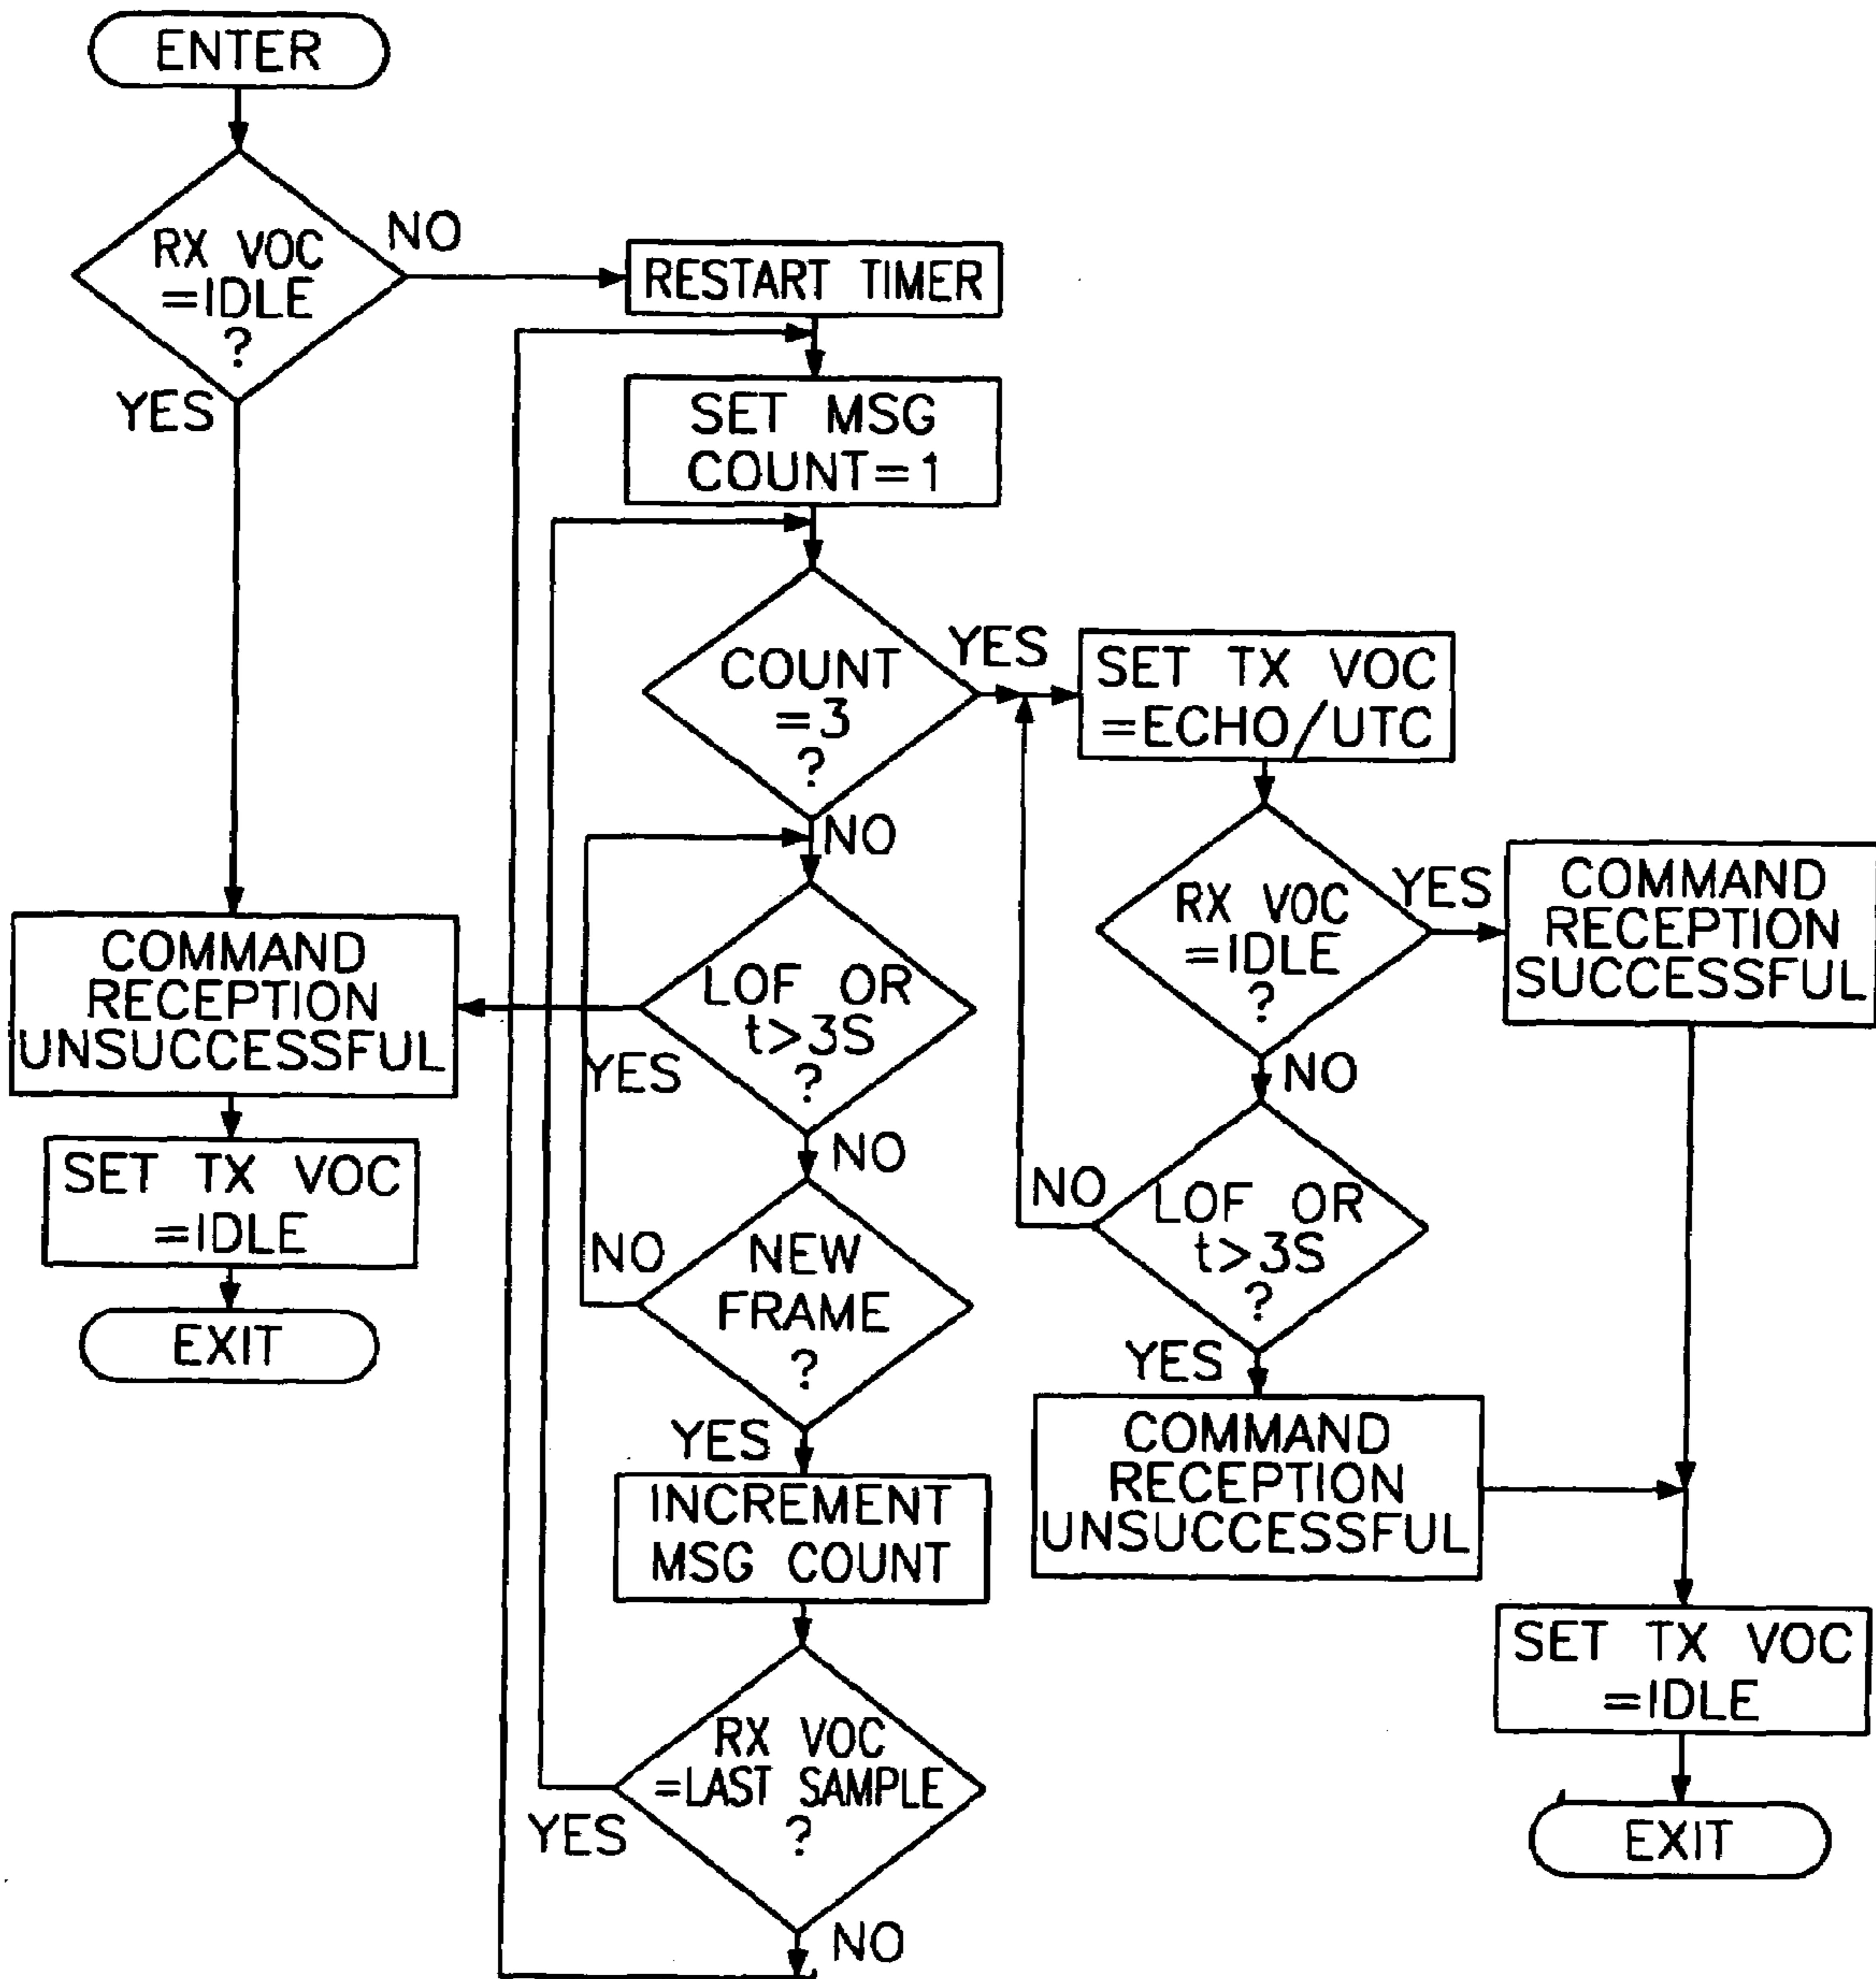 ENTER
RX VOC
=IDLE
?
NO
YES
RESTART TIMER
SET MSG
COUNT=1
COUNT
=3
?
YES
NO
SET TX VOC
=ECHO/UTC
RX VOC
=IDLE
?
YES
NO
COMMAND
RECEPTION
SUCCESSFUL
COMMAND
RECEPTION
UNSUCCESSFUL
LOF OR
t>3S
?
YES
NO
SET TX VOC
=IDLE
EXIT
NEW
FRAME
?
NO
YES
LOF OR
t>3S
?
NO
YES
COMMAND
RECEPTION
UNSUCCESSFUL
INCREMENT
MSG COUNT
RX VOC
=LAST SAMPLE
?
YES
NO
SET TX VOC
=IDLE
EXIT